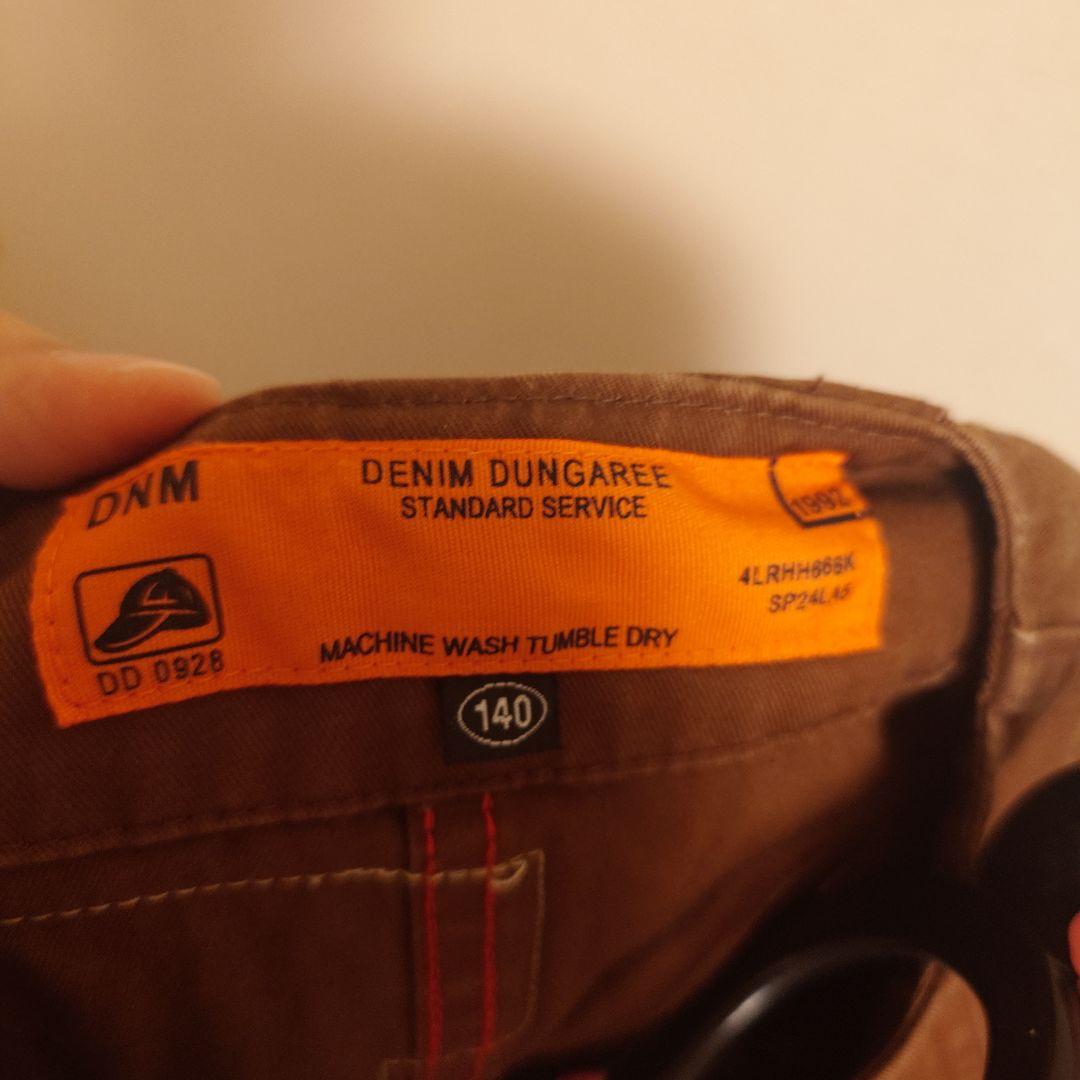 DNM
DENIM DUNGAREE
STANDARD SERVICE
1992
4LRHH666K
SP24LA5
DD 0928
MACHINE WASH TUMBLE DRY
140